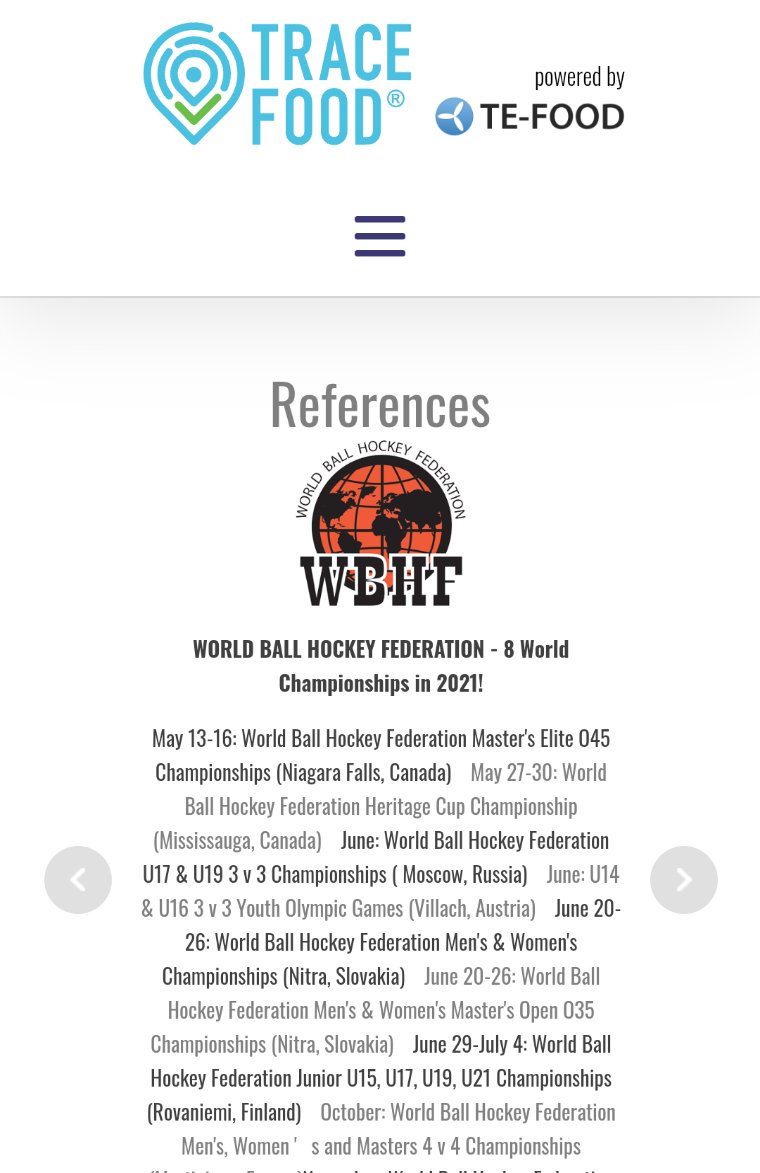 TRACE
FOOD®
powered by
TE-FOOD
References
WORLD BALL HOCKEY FEDERATION
WBHF
WORLD BALL HOCKEY FEDERATION - 8 World
Championships in 2021!
May 13-16: World Ball Hockey Federation Master's Elite O45
Championships (Niagara Falls, Canada) May 27-30: World
Ball Hockey Federation Heritage Cup Championship
(Mississauga, Canada) June: World Ball Hockey Federation
U17 & U19 3 v 3 Championships ( Moscow, Russia) June: U14
& U16 3 v 3 Youth Olympic Games (Villach, Austria) June 20-
26: World Ball Hockey Federation Men's & Women's
Championships (Nitra, Slovakia) June 20-26: World Ball
Hockey Federation Men's & Women's Master's Open O35
Championships (Nitra, Slovakia) June 29-July 4: World Ball
Hockey Federation Junior U15, U17, U19, U21 Championships
(Rovaniemi, Finland) October: World Ball Hockey Federation
Men's, Women ' s and Masters 4 v 4 Championships